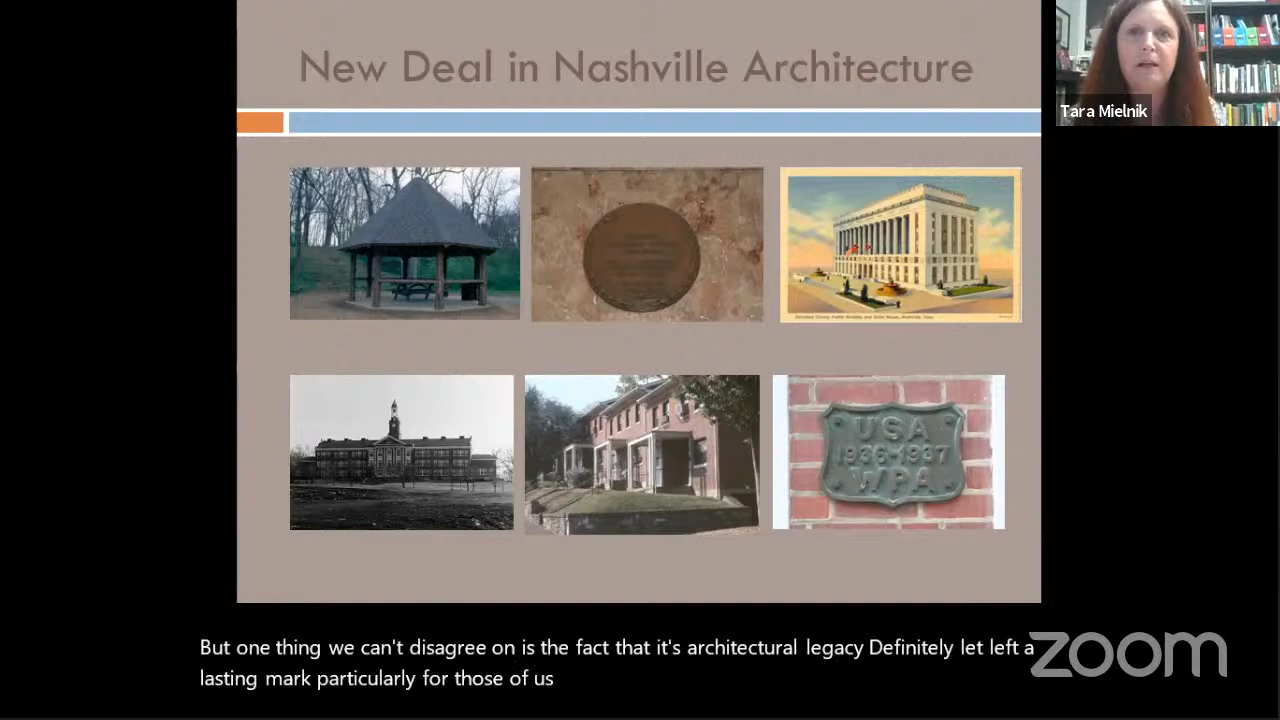 New Deal in Nashville Architecture
Tara Mielnik
USA
1936-1937
WPA
But one thing we can't disagree on is the fact that it's architectural legacy Definitely let left a
lasting mark particularly for those of us
zoom